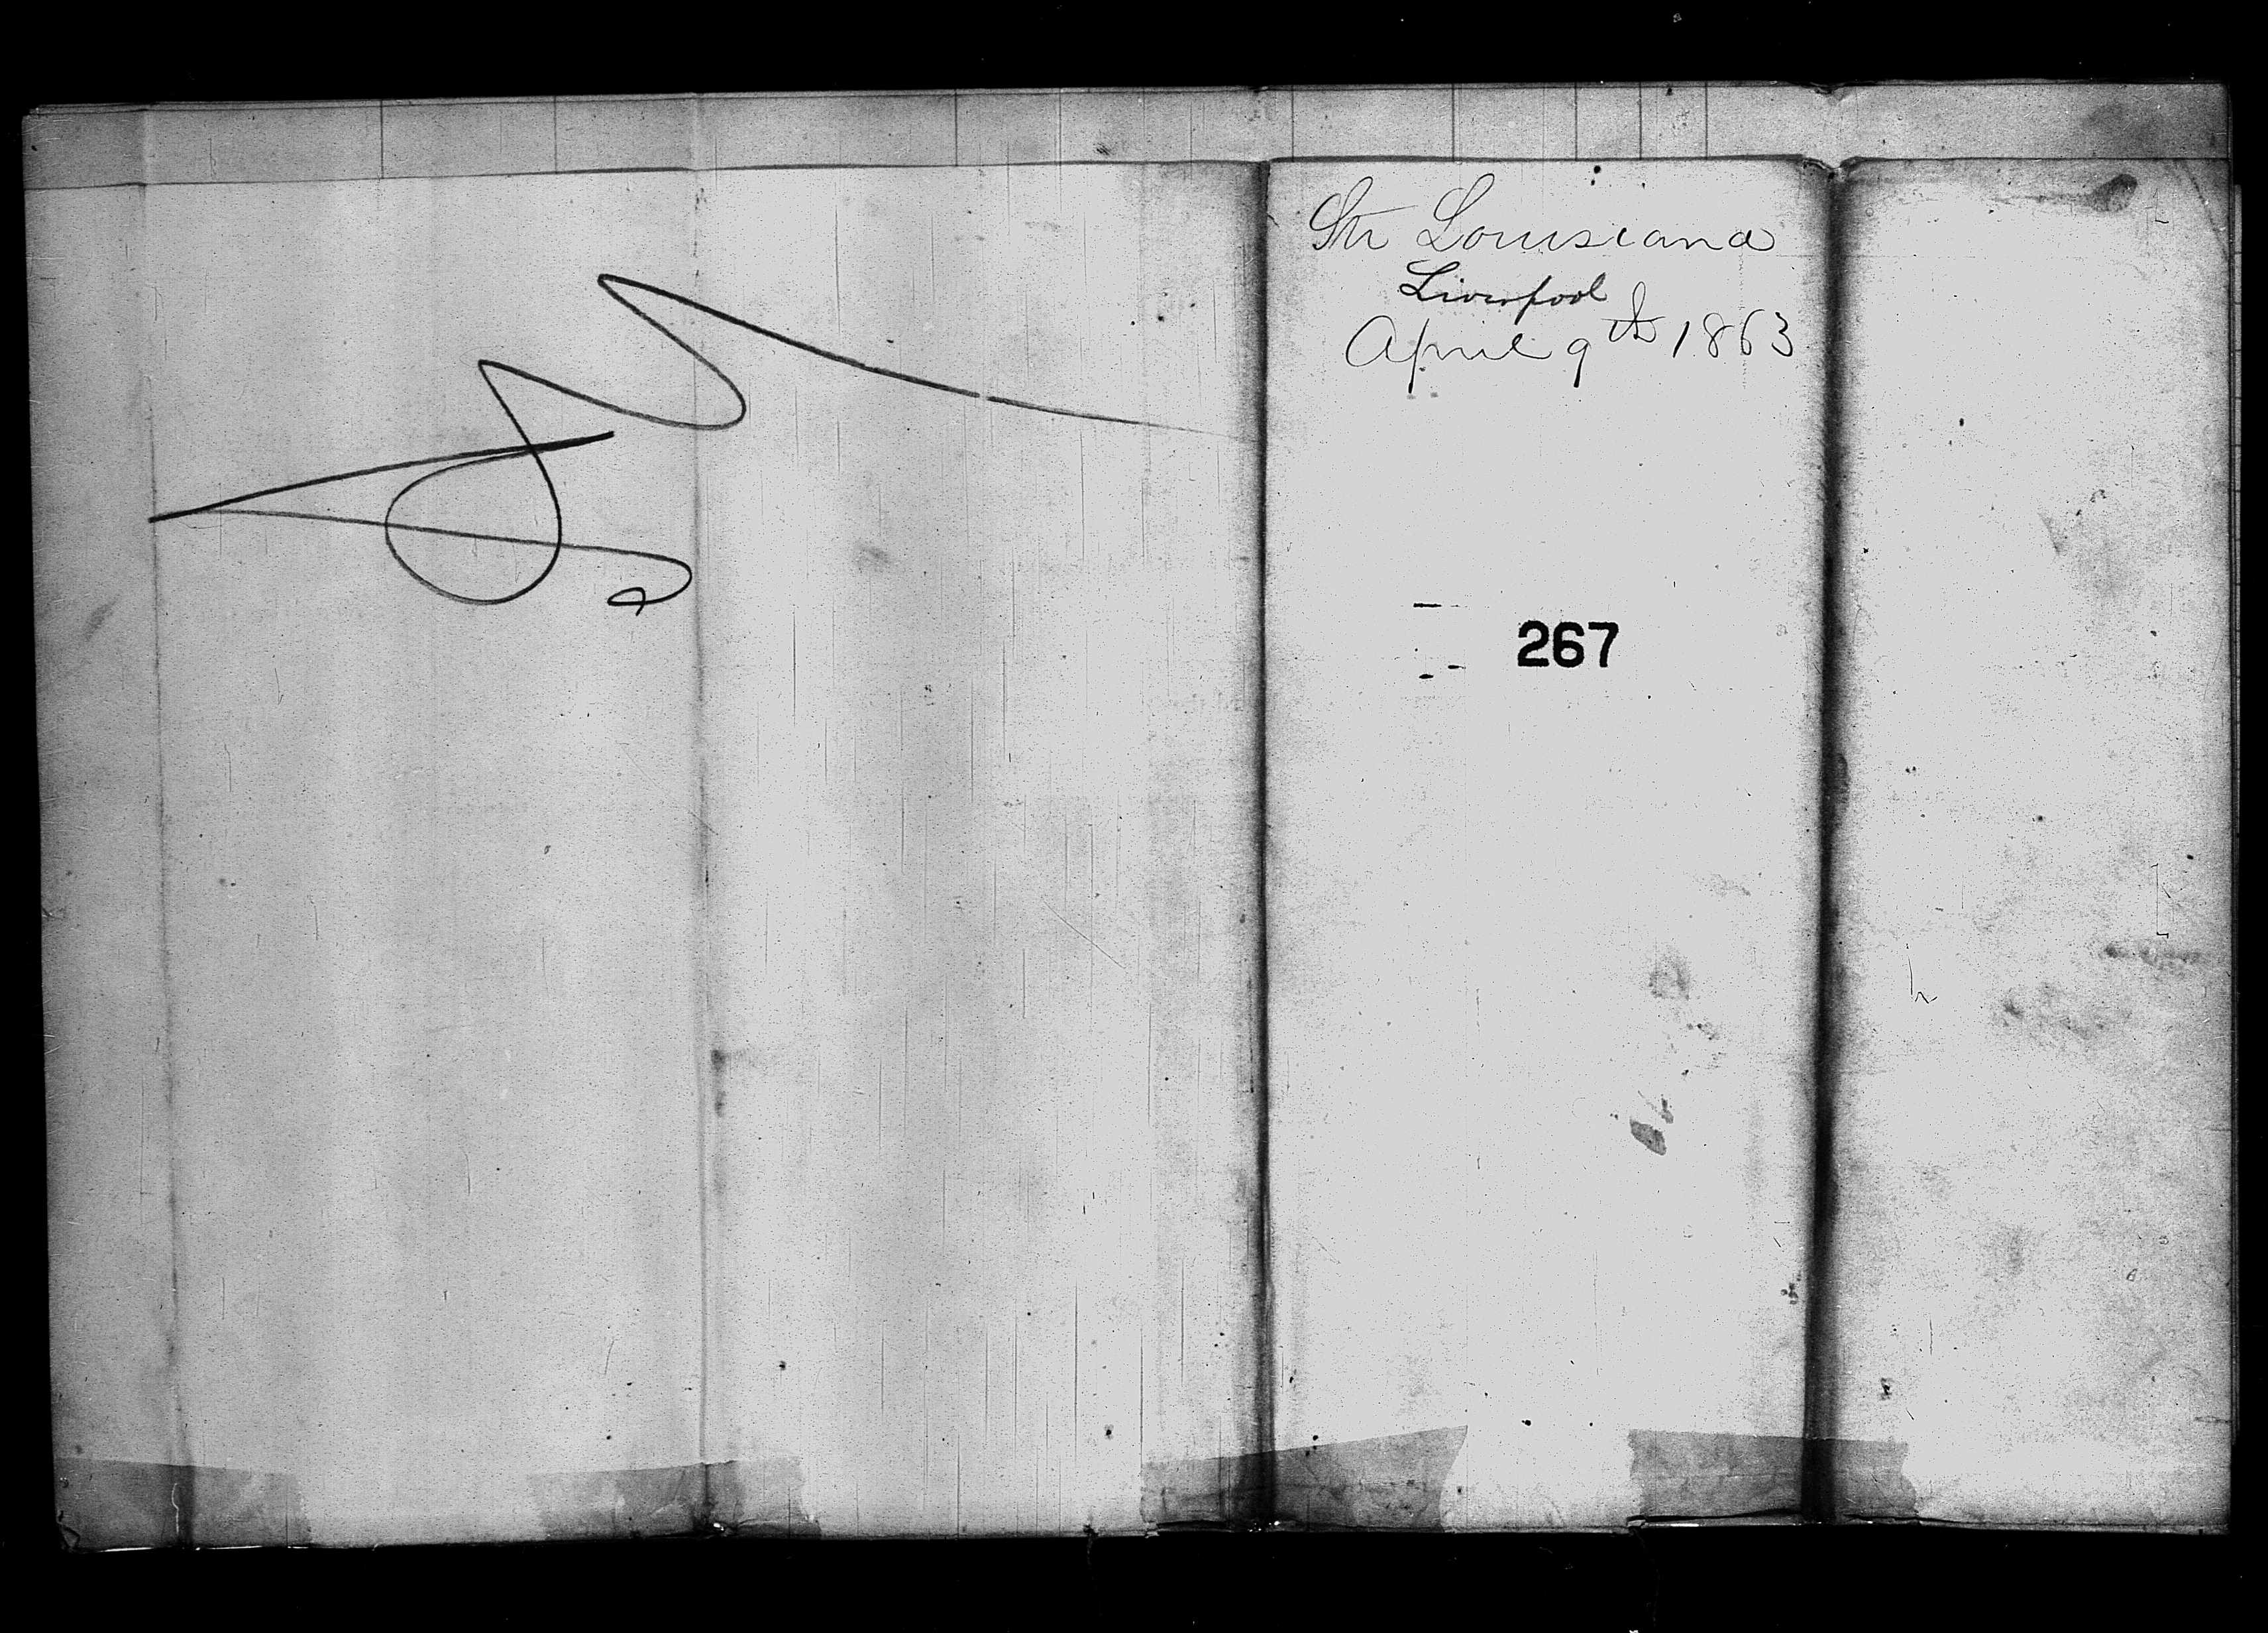 Str Louisiana
Liverpool
April 9th 1863
267